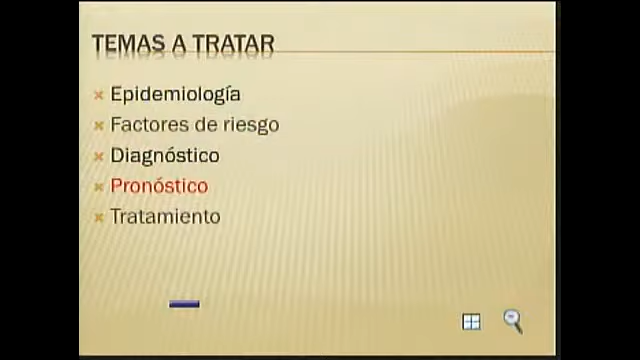 TEMAS A TRATAR
Epidemiología
Factores de riesgo
Diagnóstico
Pronóstico
Tratamiento